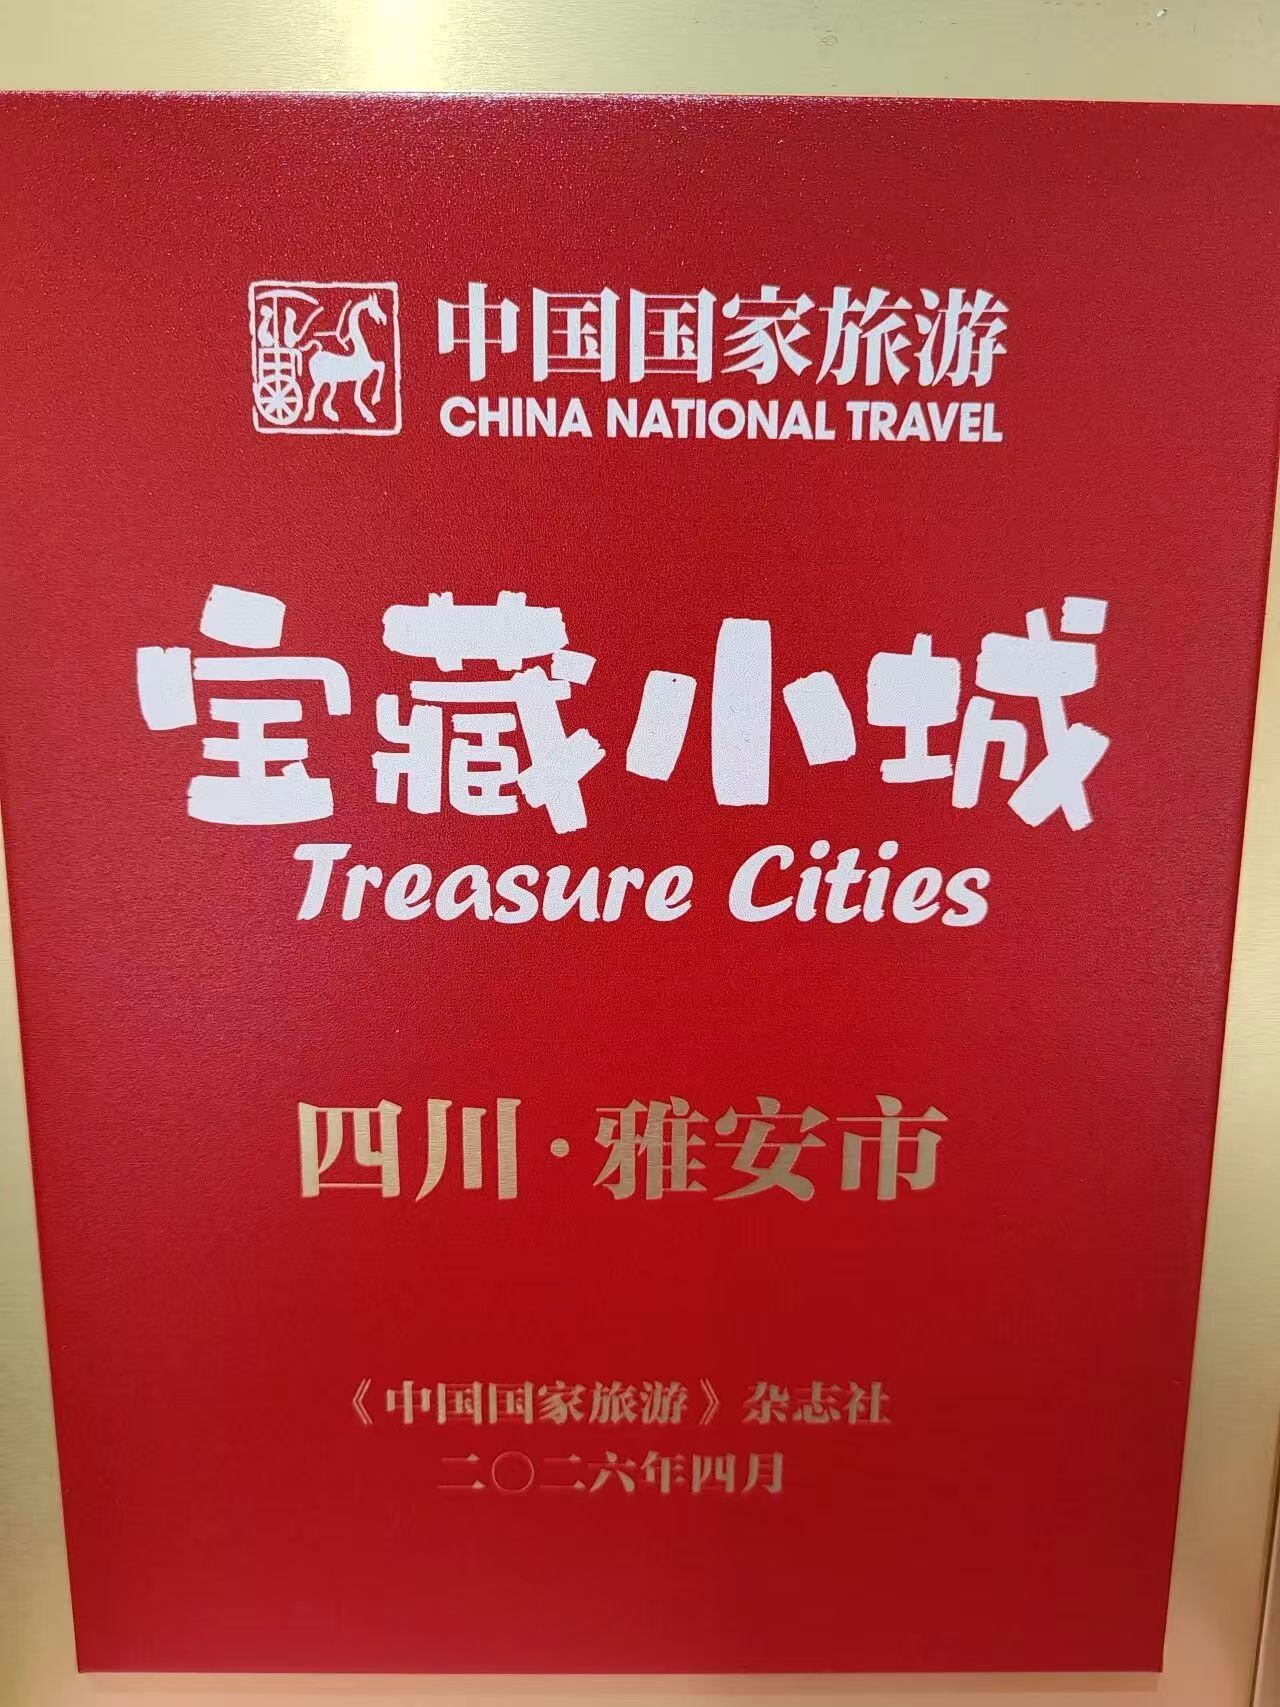 中国国家旅游
CHINA NATIONAL TRAVEL
宝藏小城
Treasure Cities
四川·雅安市
《中国国家旅游》杂志社
二〇二六年四月